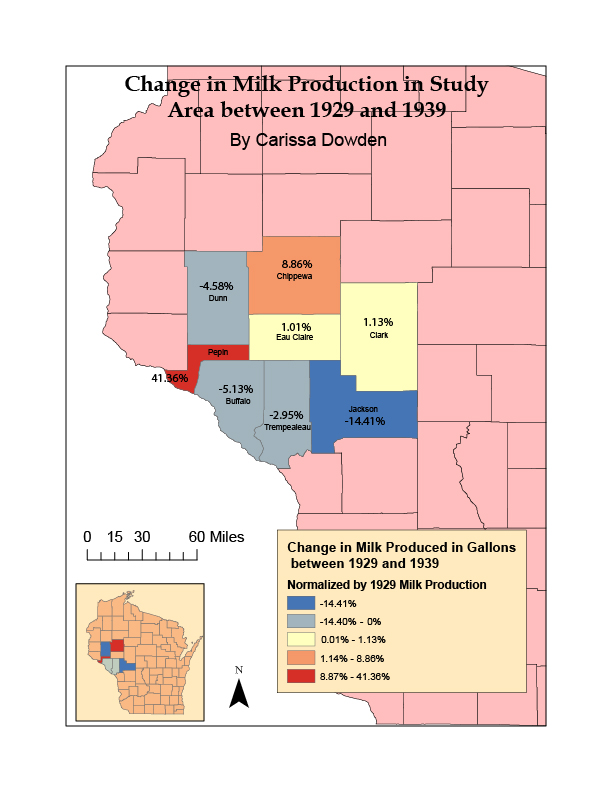 Change in Milk Production in Study
Area between 1929 and 1939
By Carissa Dowden
8.86%
Chippewa
-4.58%
Dunn
1.01%
Eau Claire
1.13%
Clark
Pepin
41.36%
-5.13%
Buffalo
-2.95%
Trempealeau
Jackson
-14.41%
0 15 30 60 Miles
Change in Milk Produced in Gallons
between 1929 and 1939
Normalized by 1929 Milk Production
-14.41%
-14.40% - 0%
0.01% - 1.13%
1.14% - 8.86%
8.87% - 41.36%
N